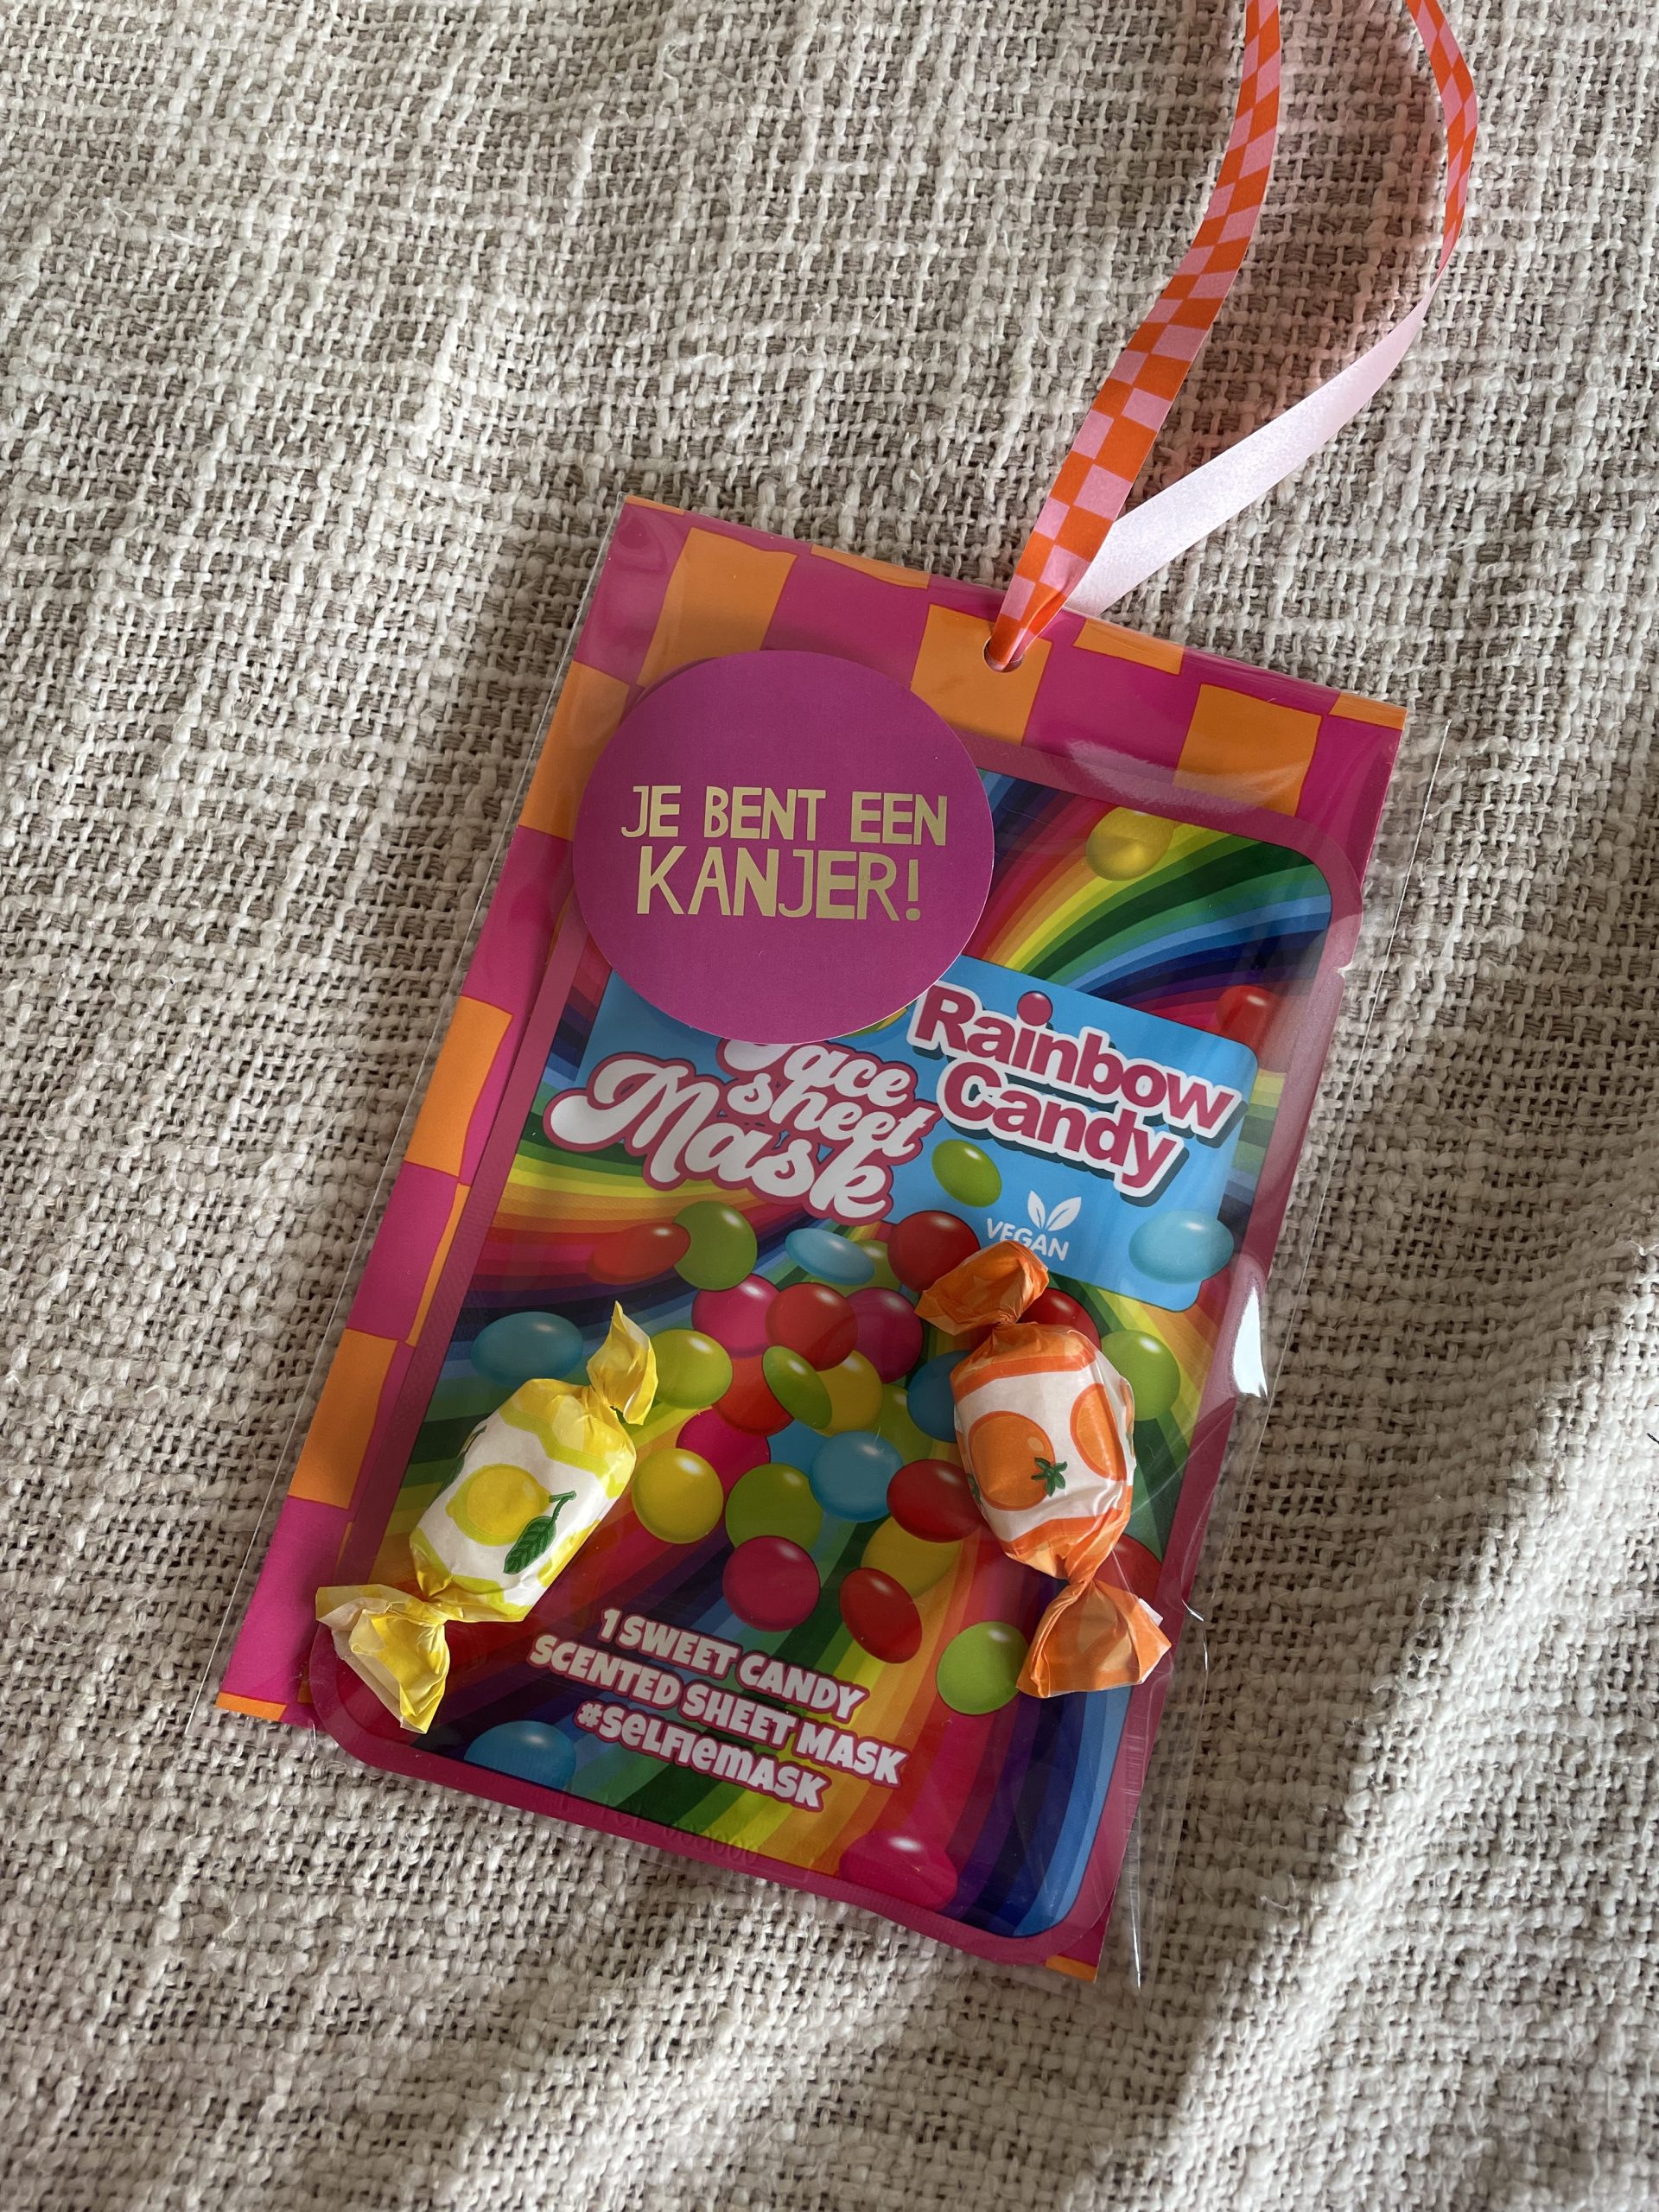 JE BENT EEN
KANJER!
Face
sheet
Mask
Rainbow
Candy
VEGAN
1 SWEET CANDY
SCENTED SHEET MASK
#SELFIEMASK